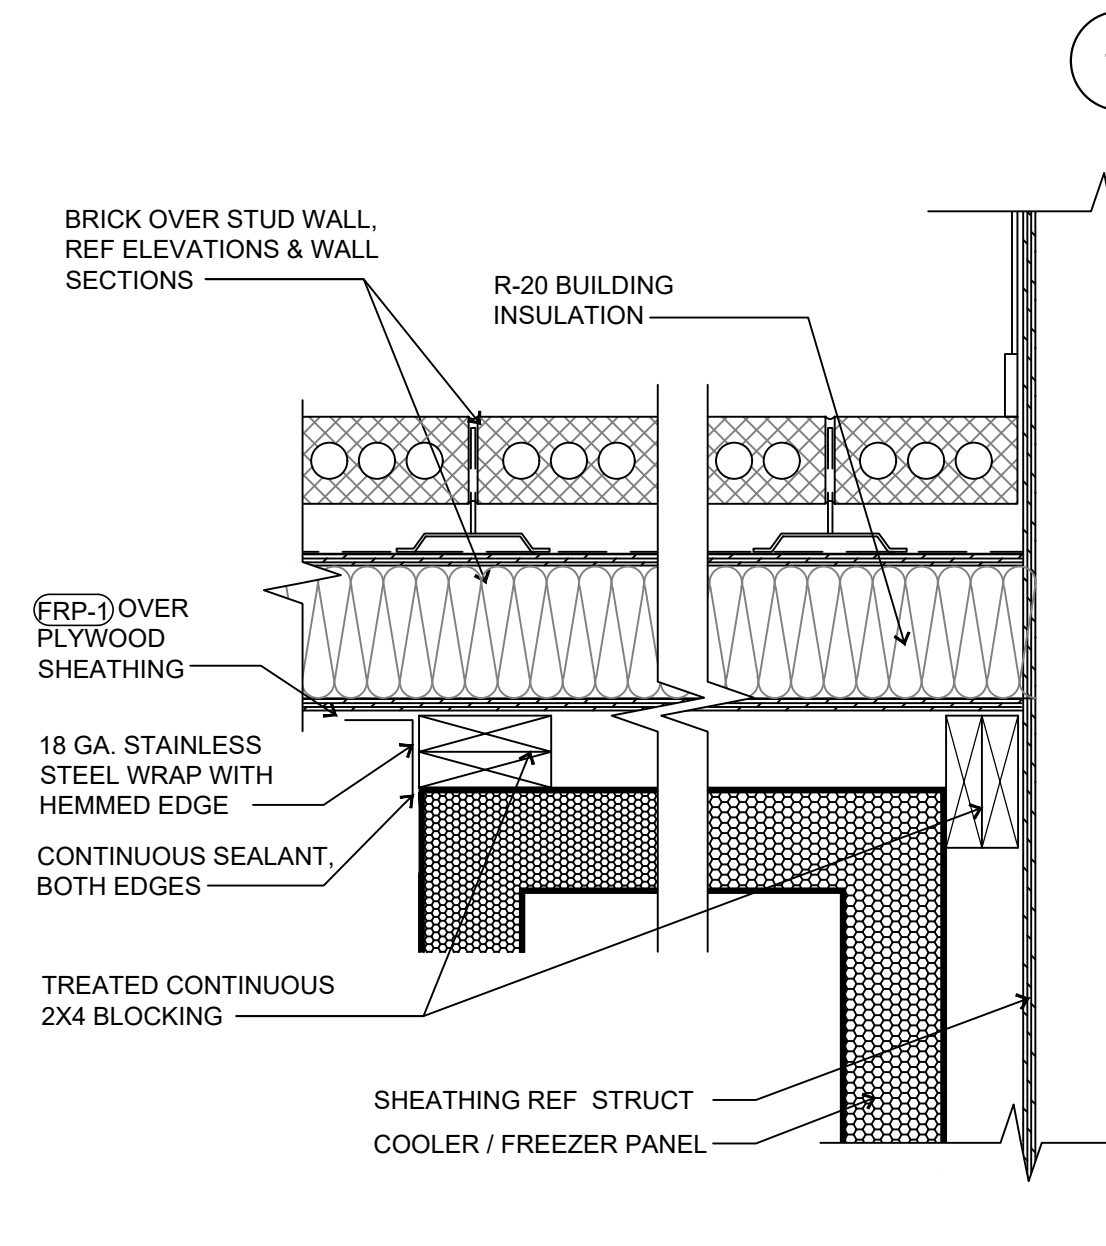 BRICK OVER STUD WALL,
REF ELEVATIONS & WALL
SECTIONS
R-20 BUILDING
INSULATION
FRP-1 OVER
PLYWOOD
SHEATHING
18 GA. STAINLESS
STEEL WRAP WITH
HEMMED EDGE
CONTINUOUS SEALANT,
BOTH EDGES
TREATED CONTINUOUS
2X4 BLOCKING
SHEATHING REF STRUCT
COOLER / FREEZER PANEL